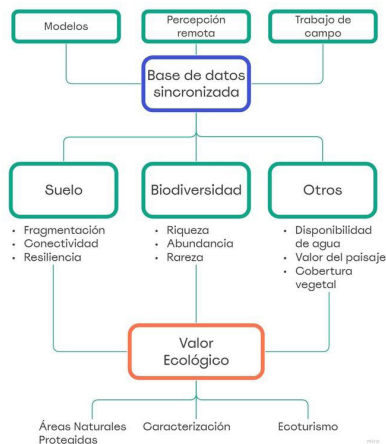 Modelos
Percepción
remota
Trabajo de
campo
Base de datos
sincronizada
Suelo
Biodiversidad
Otros
• Fragmentación
• Conectividad
• Resiliencia
• Riqueza
• Abundancia
• Rareza
• Disponibilidad
de agua
• Valor del paisaje
• Cobertura
vegetal
Valor
Ecológico
Áreas Naturales
Protegidas
Caracterización
Ecoturismo
miro